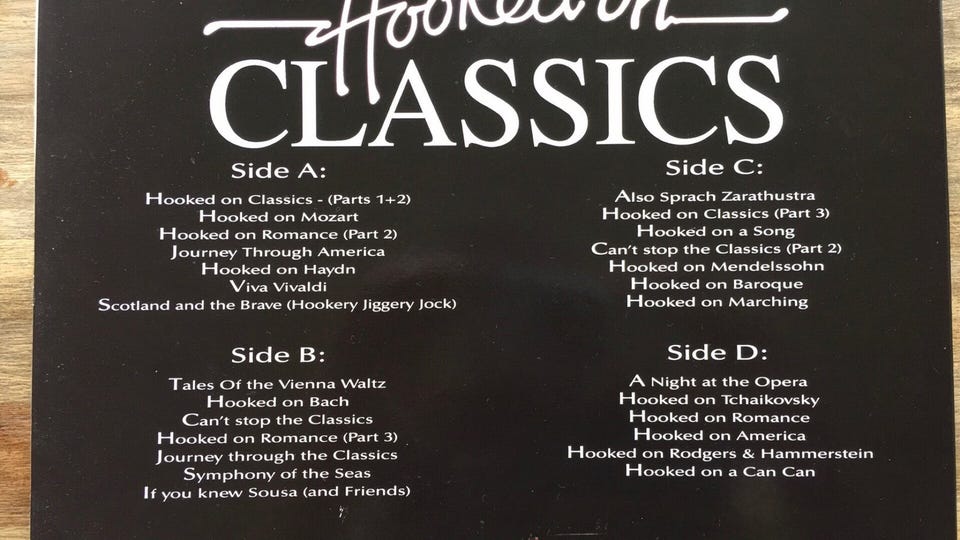 Hooked on
CLASSICS
Side A:
Hooked on Classics - (Parts 1+2)
Hooked on Mozart
Hooked on Romance (Part 2)
Journey Through America
Hooked on Haydn
Viva Vivaldi
Scotland and the Brave (Hookery Jiggery Jock)
Side B:
Tales Of the Vienna Waltz
Hooked on Bach
Can't stop the Classics
Hooked on Romance (Part 3)
Journey through the Classics
Symphony of the Seas
If you knew Sousa (and Friends)
Side C:
Also Sprach Zarathustra
Hooked on Classics (Part 3)
Hooked on a Song
Can't stop the Classics (Part 2)
Hooked on Mendelssohn
Hooked on Baroque
Hooked on Marching
Side D:
A Night at the Opera
Hooked on Tchaikovsky
Hooked on Romance
Hooked on America
Hooked on Rodgers & Hammerstein
Hooked on a Can Can